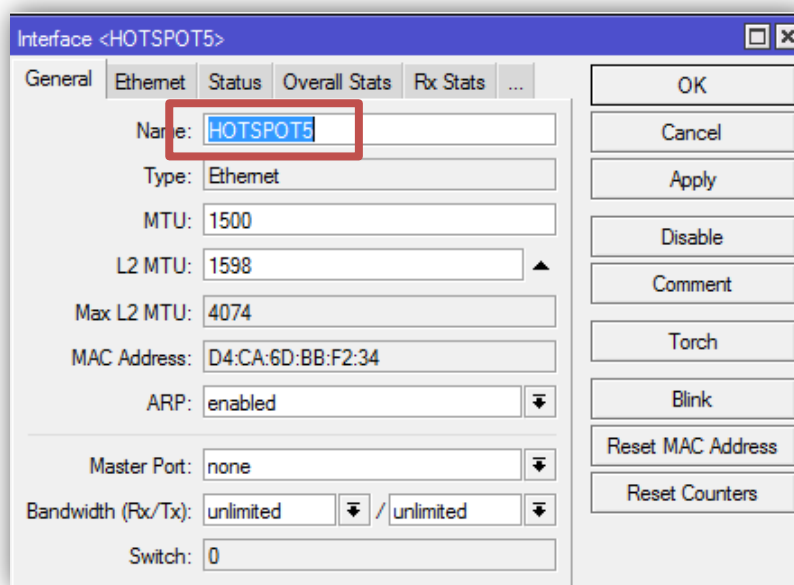 Interface <HOTSPOT5>
General Ethernet Status Overall Stats Rx Stats ...
Name: HOTSPOT5
Type: Ethernet
MTU: 1500
L2 MTU: 1598
Max L2 MTU: 4074
MAC Address: D4:CA:6D:BB:F2:34
ARP: enabled
Master Port: none
Bandwidth (Rx/Tx): unlimited / unlimited
Switch: 0
OK
Cancel
Apply
Disable
Comment
Torch
Blink
Reset MAC Address
Reset Counters